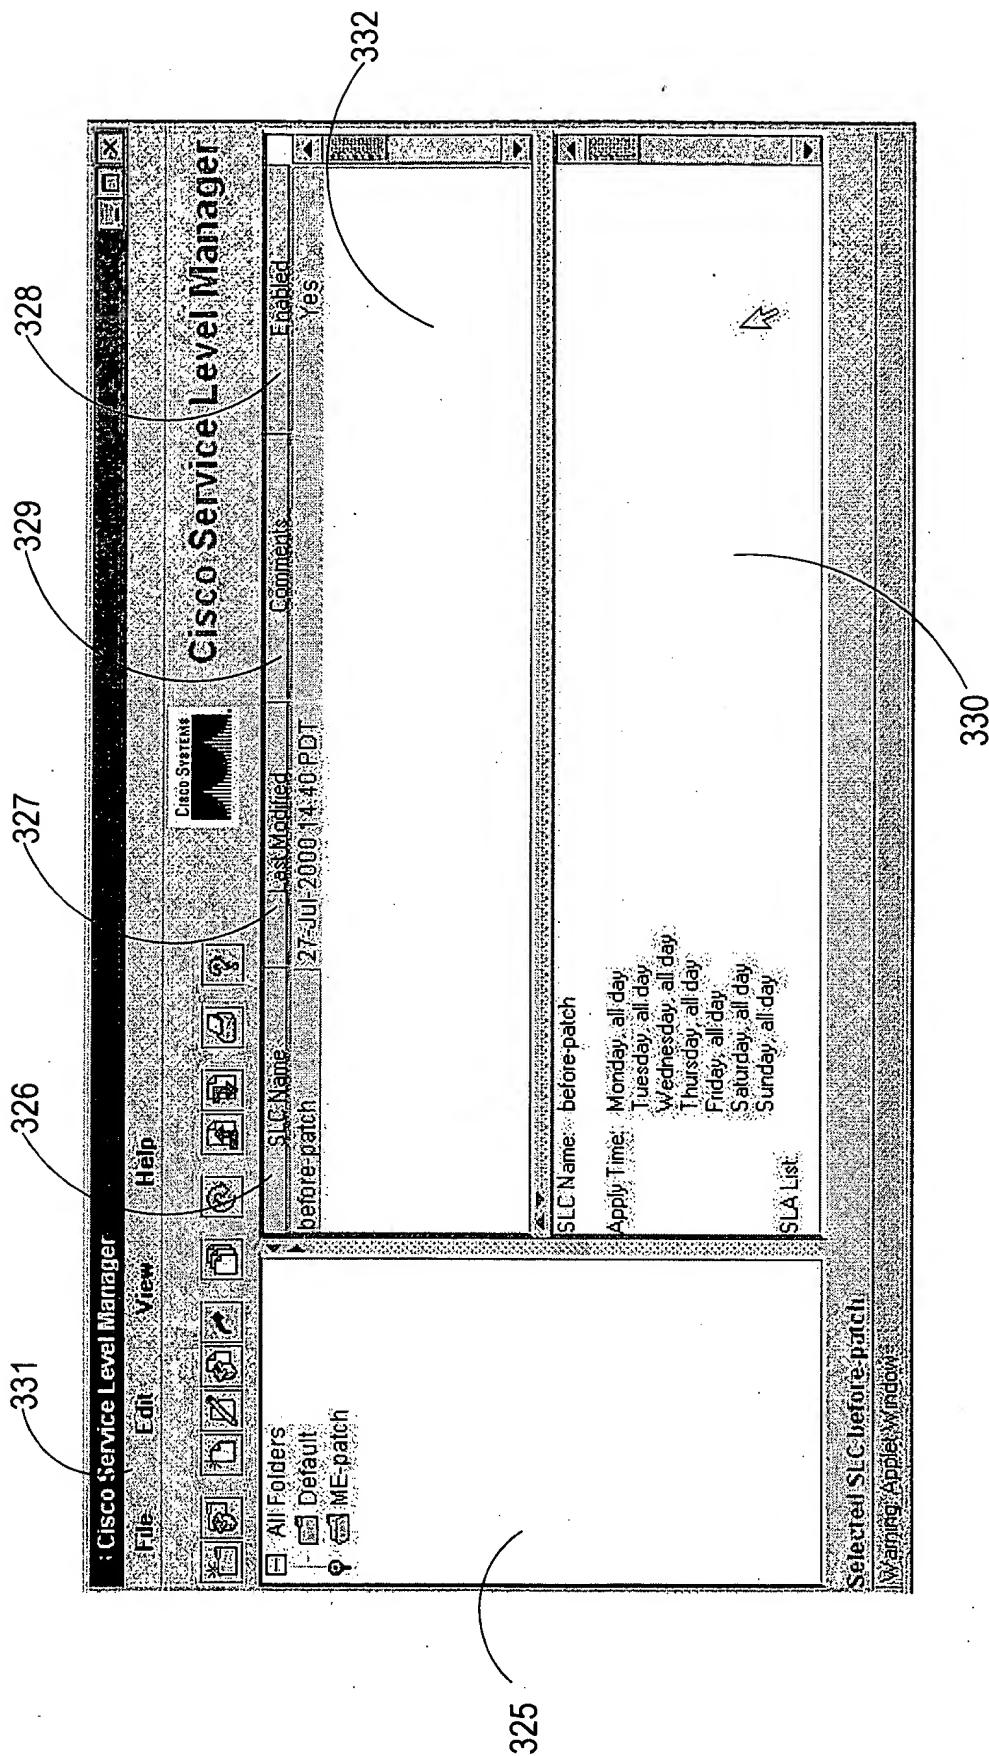 331
326
327
329
328
: Cisco Service Level Manager
File Edit View Help
CISCO SYSTEMS
Cisco Service Level Manager
All Folders
Default
ME-patch
SLC Name Last Modified Comments Enabled
before-patch 27-Jul-2000 14:40 PDT Yes
332
SLC Name: before-patch
Apply Time: Monday, all day
Tuesday, all day
Wednesday, all day
Thursday, all day
Friday, all day
Saturday, all day
Sunday, all day
SLA List:
Selected SLC before-patch
Warning: Applet Window
325
330